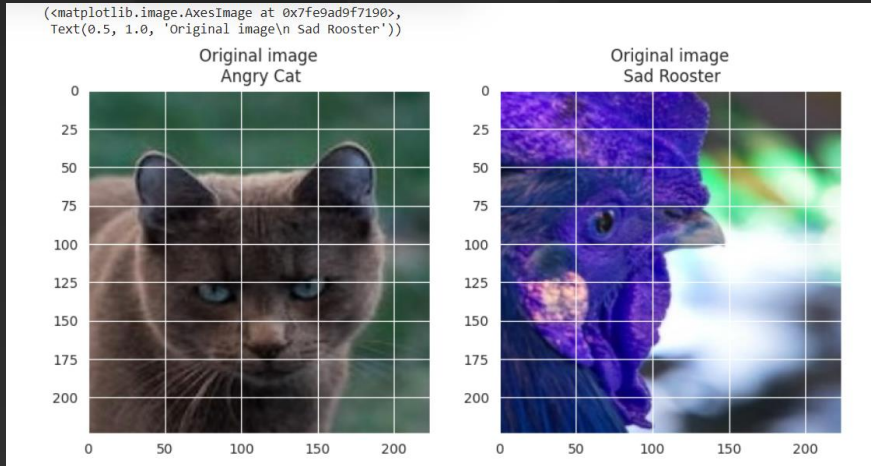 (<matplotlib.image.AxesImage at 0x7fe9ad9f7190>,
 Text(0.5, 1.0, 'Original image\n Sad Rooster'))
Original image
Angry Cat
0
25
50
75
100
125
150
175
200
0 50 100 150 200
Original image
Sad Rooster
0
25
50
75
100
125
150
175
200
0 50 100 150 200